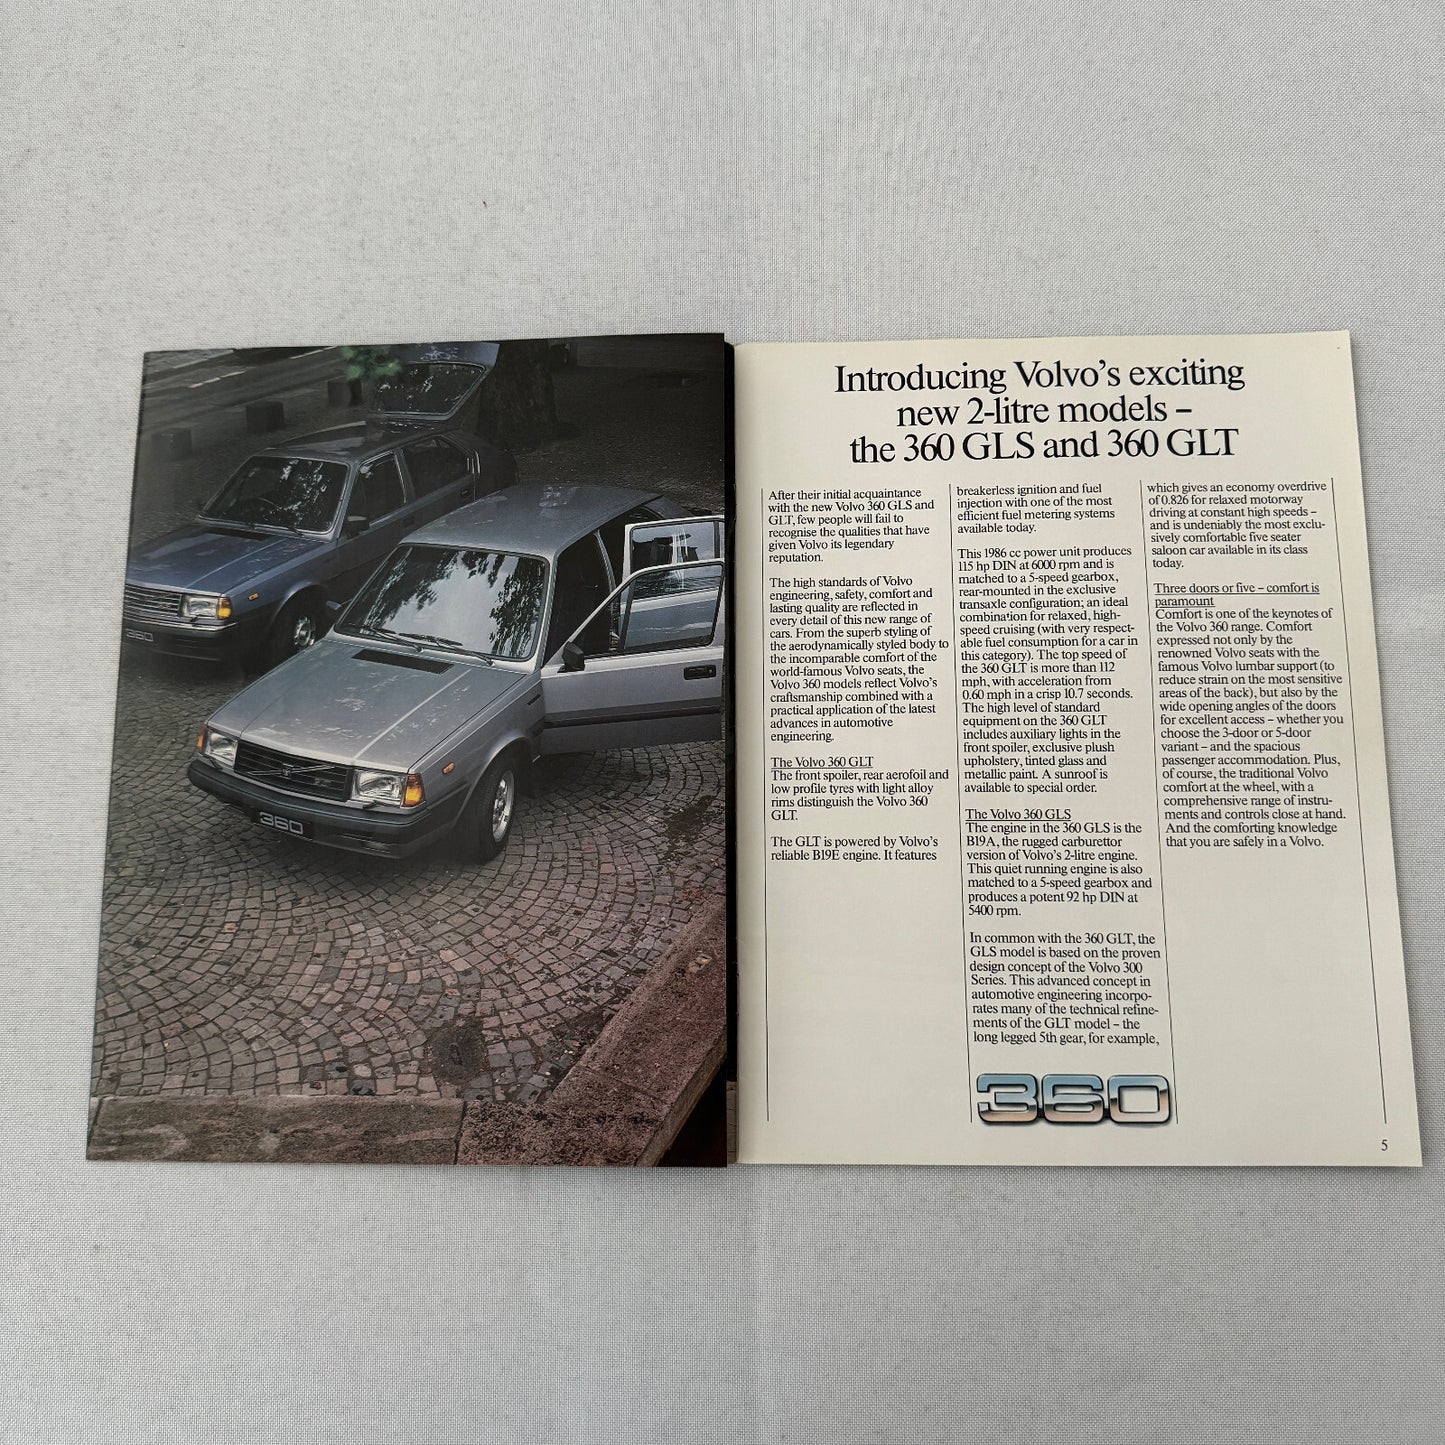 360
360
Introducing Volvo's exciting
new 2-litre models –
the 360 GLS and 360 GLT
After their initial acquaintance
with the new Volvo 360 GLS and
GLT, few people will fail to
recognise the qualities that have
given Volvo its legendary
reputation.
The high standards of Volvo
engineering, safety, comfort and
lasting quality are reflected in
every detail of this new range of
cars. From the superb styling of
the aerodynamically styled body to
the incomparable comfort of the
world-famous Volvo seats, the
Volvo 360 models reflect Volvo's
craftsmanship combined with a
practical application of the latest
advances in automotive
engineering.
The Volvo 360 GLT
The front spoiler, rear aerofoil and
low profile tyres with light alloy
rims distinguish the Volvo 360
GLT.
The GLT is powered by Volvo's
reliable B19E engine. It features
breakerless ignition and fuel
injection with one of the most
efficient fuel metering systems
available today.
This 1986 cc power unit produces
115 hp DIN at 6000 rpm and is
matched to a 5-speed gearbox,
rear-mounted in the exclusive
transaxle configuration; an ideal
combination for relaxed, high-
speed cruising (with very respect-
able fuel consumption for a car in
this category). The top speed of
the 360 GLT is more than 112
mph, with acceleration from
0.60 mph in a crisp 10.7 seconds.
The high level of standard
equipment on the 360 GLT
includes auxiliary lights in the
front spoiler, exclusive plush
upholstery, tinted glass and
metallic paint. A sunroof is
available to special order.
The Volvo 360 GLS
The engine in the 360 GLS is the
B19A, the rugged carburettor
version of Volvo's 2-litre engine.
This quiet running engine is also
matched to a 5-speed gearbox and
produces a potent 92 hp DIN at
5400 rpm.
In common with the 360 GLT, the
GLS model is based on the proven
design concept of the Volvo 300
Series. This advanced concept in
automotive engineering incorpo-
rates many of the technical refine-
ments of the GLT model – the
long legged 5th gear, for example,
which gives an economy overdrive
of 0.826 for relaxed motorway
driving at constant high speeds –
and is undeniably the most exclu-
sively comfortable five seater
saloon car available in its class
today.
Three doors or five – comfort is
paramount
Comfort is one of the keynotes of
the Volvo 360 range. Comfort
expressed not only by the
renowned Volvo seats with the
famous Volvo lumbar support (to
reduce strain on the most sensitive
areas of the back), but also by the
wide opening angles of the doors
for excellent access – whether you
choose the 3-door or 5-door
variant – and the spacious
passenger accommodation. Plus,
of course, the traditional Volvo
comfort at the wheel, with a
comprehensive range of instru-
ments and controls close at hand.
And the comforting knowledge
that you are safely in a Volvo.
360
5